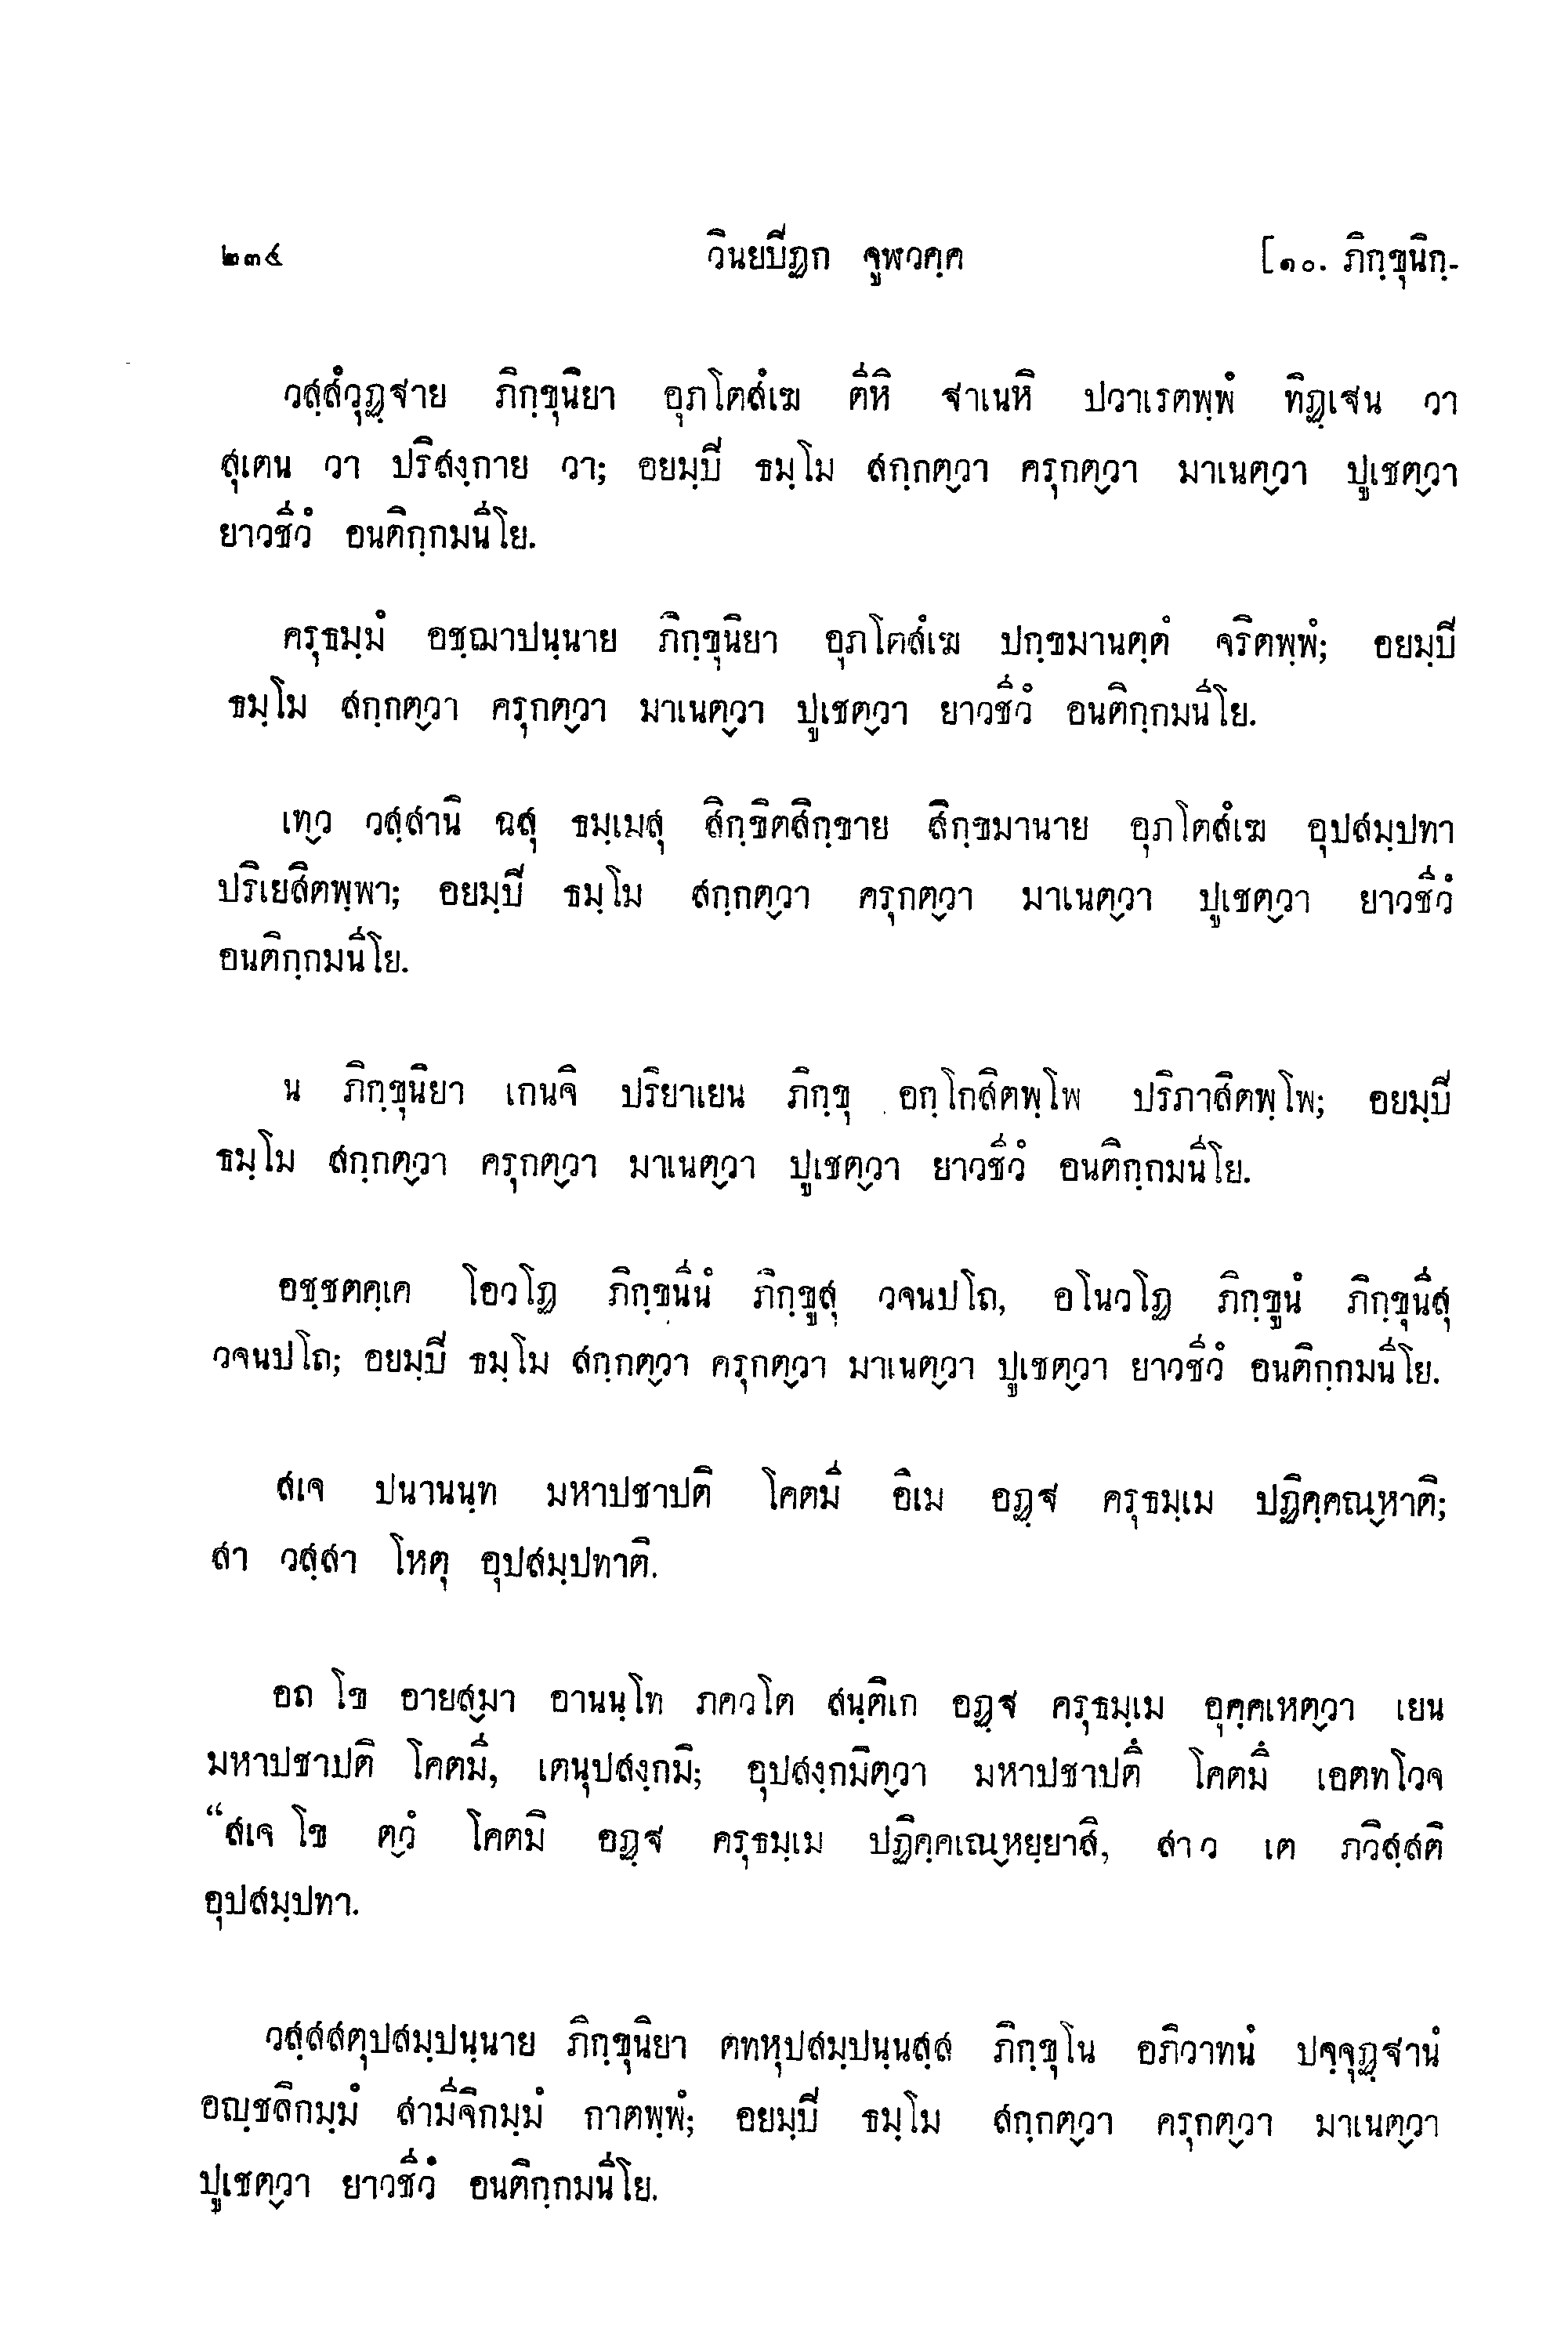 ๒๓๔ วินยปิฏก จูฬวคฺค [๑๐. ภิกฺขุนิกฺ-
วสฺสํวุฏฺฐาย ภิกฺขุนิยา อุภโตสํเฆ ตีหิ ฐาเนหิ ปวาเรตพฺพํ ทิฏฺเฐน วา
สุเตน วา ปริสงฺกาย วา; อยมฺปิ ธมฺโม สกฺกตฺวา ครุกตฺวา มาเนตฺวา ปูเชตฺวา
ยาวชีวํ อนติกฺกมนีโย.
ครุธมฺมํ อชฺฌาปนฺนาย ภิกฺขุนิยา อุภโตสํเฆ ปกฺขมานตฺตํ จริตพฺพํ; อยมฺปิ
ธมฺโม สกฺกตฺวา ครุกตฺวา มาเนตฺวา ปูเชตฺวา ยาวชีวํ อนติกฺกมนีโย.
เทฺว วสฺสานิ ฉสุ ธมฺเมสุ สิกฺขิตสิกฺขาย สิกฺขมานาย อุภโตสํเฆ อุปสมฺปทา
ปริเยสิตพฺพา; อยมฺปิ ธมฺโม สกฺกตฺวา ครุกตฺวา มาเนตฺวา ปูเชตฺวา ยาวชีวํ
อนติกฺกมนีโย.
น ภิกฺขุนิยา เกนจิ ปริยาเยน ภิกฺขุ อกฺโกสิตพฺโพ ปริภาสิตพฺโพ; อยมฺปิ
ธมฺโม สกฺกตฺวา ครุกตฺวา มาเนตฺวา ปูเชตฺวา ยาวชีวํ อนติกฺกมนีโย.
อชฺชตคฺเค โอวโฏ ภิกฺขนีนํ ภิกฺขูสุ วจนปโถ, อโนวโฏ ภิกฺขูนํ ภิกฺขุนีสุ
วจนปโถ; อยมฺปิ ธมฺโม สกฺกตฺวา ครุกตฺวา มาเนตฺวา ปูเชตฺวา ยาวชีวํ อนติกฺกมนีโย.
สเจ ปนานนฺท มหาปชาปติ โคตมี อิเม อฏฺฐ ครุธมฺเม ปฏิคฺคณฺหาติ;
สา วสฺสา โหตุ อุปสมฺปทาติ.
อถ โข อายสฺมา อานนฺโท ภควโต สนฺติเก อฏฺฐ ครุธมฺเม อุคฺคเหตฺวา เยน
มหาปชาปติ โคตมี, เตนุปสงฺกมิ; อุปสงฺกมิตฺวา มหาปชาปตึ โคตมึ เอตทโวจ
“สเจ โข ตฺวํ โคตมิ อฏฺฐ ครุธมฺเม ปฏิคฺคเณฺหยฺยาสิ, สา ว เต ภวิสฺสติ
อุปสมฺปทา.
วสฺสสตุปสมฺปนฺนาย ภิกฺขุนิยา ตทหุปสมฺปนฺนสฺส ภิกฺขุโน อภิวาทนํ ปจฺจุฏฺฐานํ
อญฺชลิกมฺมํ สามีจิกมฺมํ กาตพฺพํ; อยมฺปิ ธมฺโม สกฺกตฺวา ครุกตฺวา มาเนตฺวา
ปูเชตฺวา ยาวชีวํ อนติกฺกมนีโย.